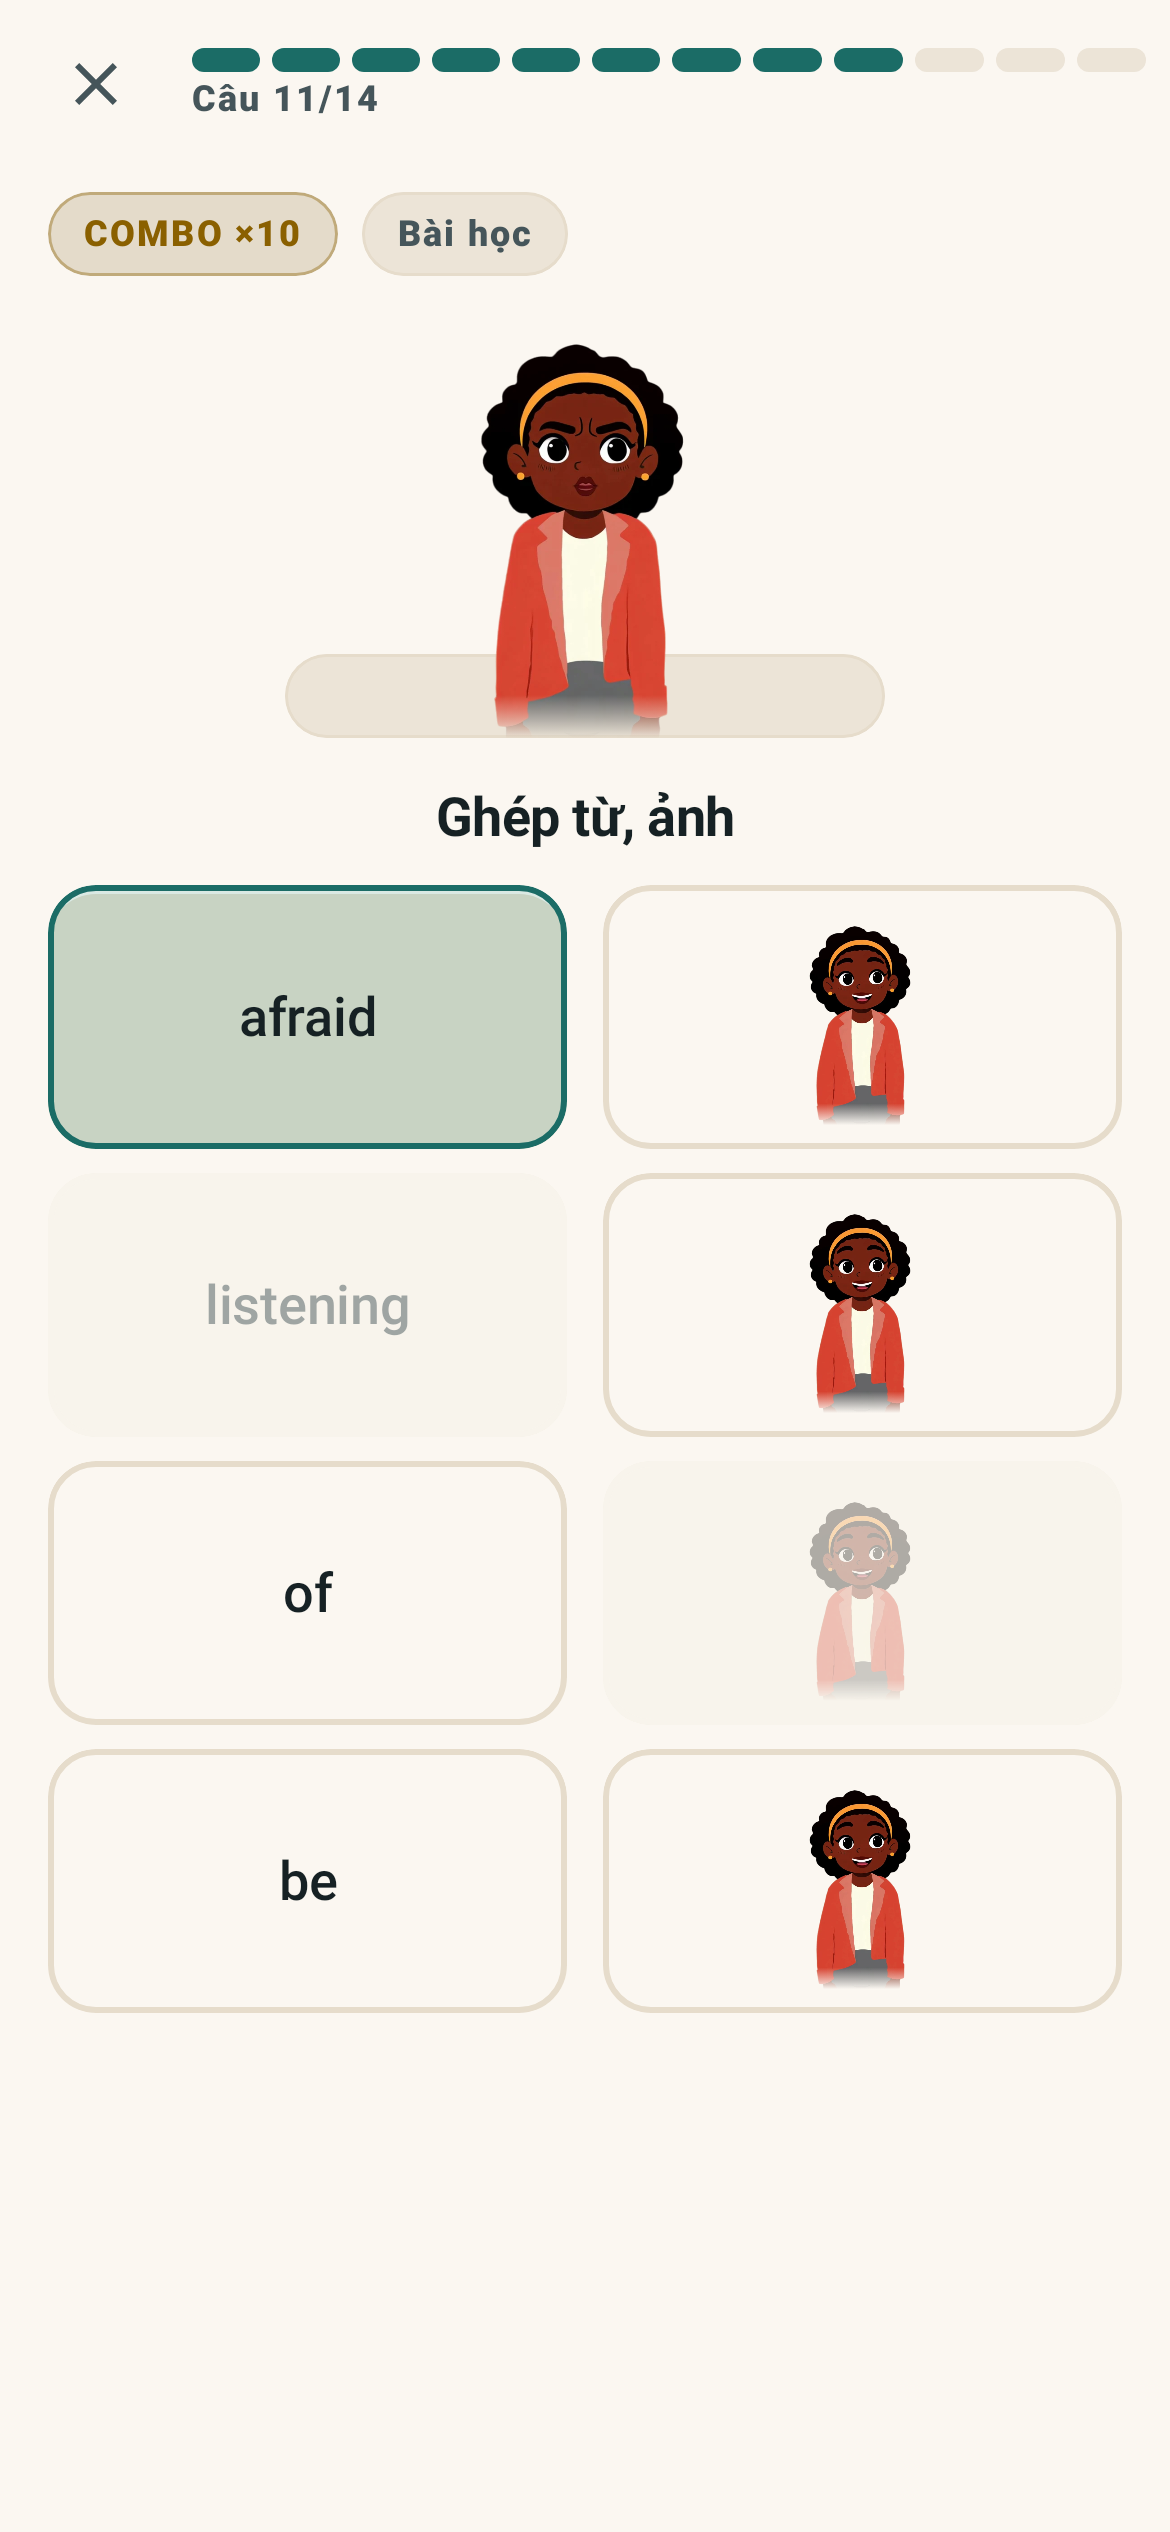 Câu 11/14
COMBO ×10
Bài học
Ghép từ, ảnh
afraid
listening
of
be